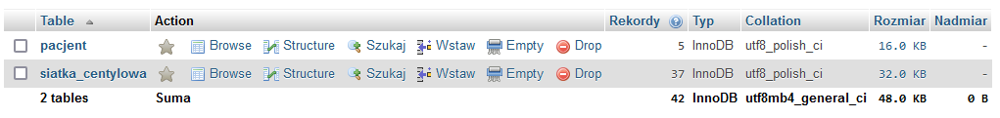 Table Action Rekordy Typ Collation Rozmiar Nadmiar
pacjent Browse Structure Szukaj Wstaw Empty Drop 5 InnoDB utf8_polish_ci 16.0 KB -
siatka_centylowa Browse Structure Szukaj Wstaw Empty Drop 37 InnoDB utf8_polish_ci 32.0 KB -
2 tables Suma 42 InnoDB utf8mb4_general_ci 48.0 KB 0 B